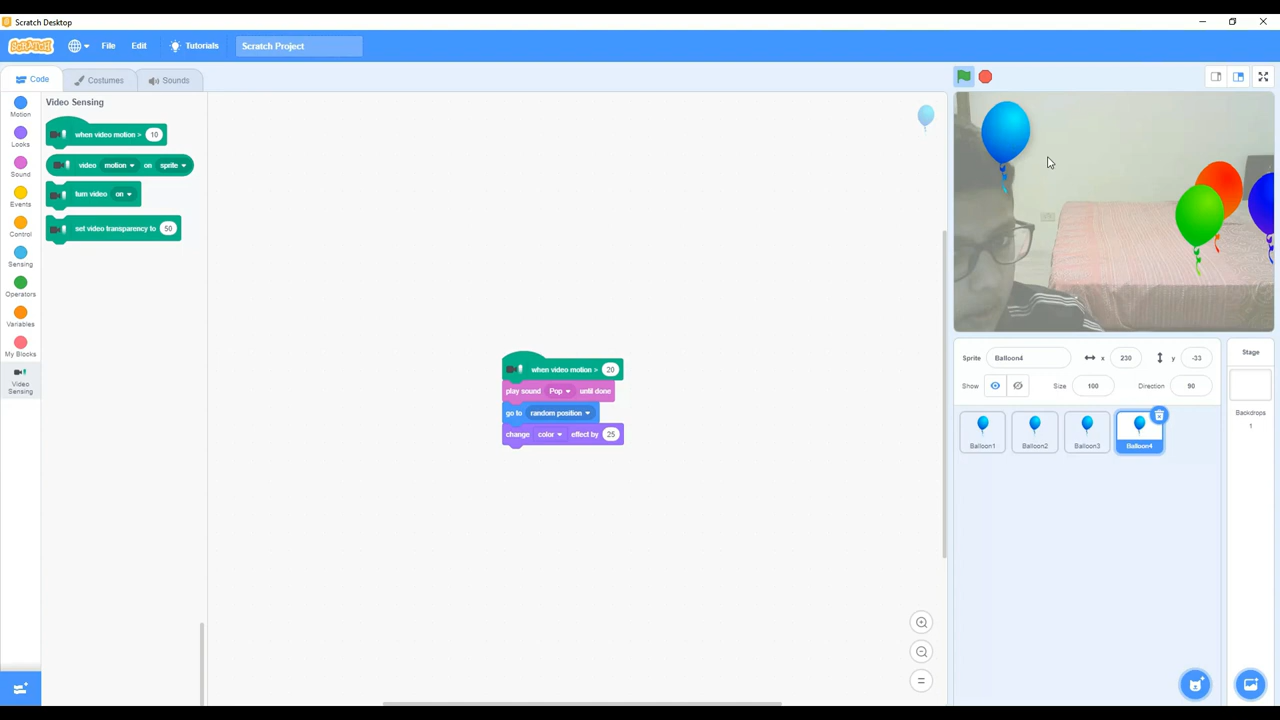 Scratch Desktop
SCRATCH File Edit Tutorials Scratch Project
Code Costumes Sounds
Motion
Looks
Sound
Events
Control
Sensing
Operators
Variables
My Blocks
Video
Sensing
Video Sensing
when video motion > 10
video motion on sprite
turn video on
set video transparency to 50
when video motion > 20
play sound Pop until done
go to random position
change color effect by 25
Sprite Balloon4 x 230 y -33
Show Size 100 Direction 90
Balloon1 Balloon2 Balloon3 Balloon4
Stage
Backdrops
1